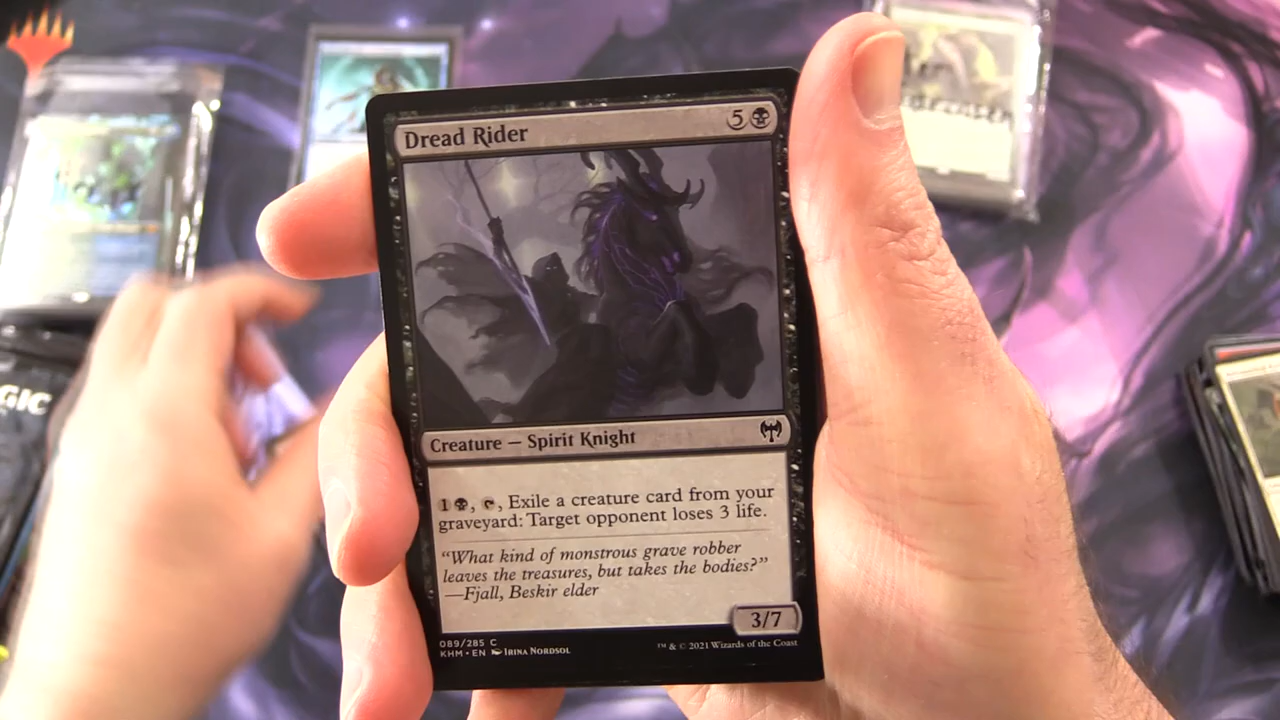 Dread Rider
5
Creature — Spirit Knight
1, , Exile a creature card from your
graveyard: Target opponent loses 3 life.
“What kind of monstrous grave robber
leaves the treasures, but takes the bodies?”
—Fjall, Beskir elder
3/7
089/285 C
KHM • EN IRINA NORDSOL
™ & © 2021 Wizards of the Coast
GIC